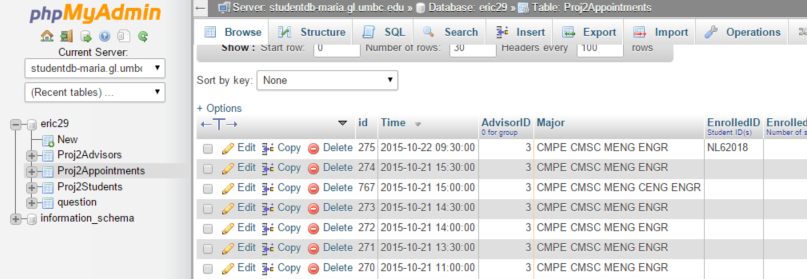 phpMyAdmin
Current Server:
studentdb-maria.gl.umb
(Recent tables) ...
eric29
New
Proj2Advisors
Proj2Appointments
Proj2Students
question
information_schema
Server: studentdb-maria.gl.umbc.edu » Database: eric29 » Table: Proj2Appointments
Browse Structure SQL Search Insert Export Import Operations
Show : Start row: 0 Number of rows: 30 Headers every 100 rows
Sort by key: None
+ Options
←T→ id Time AdvisorID Major EnrolledID Enrolled
0 for group Student ID(s) Number of s
Edit Copy Delete 275 2015-10-22 09:30:00 3 CMPE CMSC MENG ENGR NL62018
Edit Copy Delete 274 2015-10-21 15:30:00 3 CMPE CMSC MENG ENGR
Edit Copy Delete 767 2015-10-21 15:00:00 3 CMPE CMSC MENG CENG ENGR
Edit Copy Delete 273 2015-10-21 14:30:00 3 CMPE CMSC MENG ENGR
Edit Copy Delete 272 2015-10-21 14:00:00 3 CMPE CMSC MENG ENGR
Edit Copy Delete 271 2015-10-21 13:30:00 3 CMPE CMSC MENG ENGR
Edit Copy Delete 270 2015-10-21 11:00:00 3 CMPE CMSC MENG ENGR